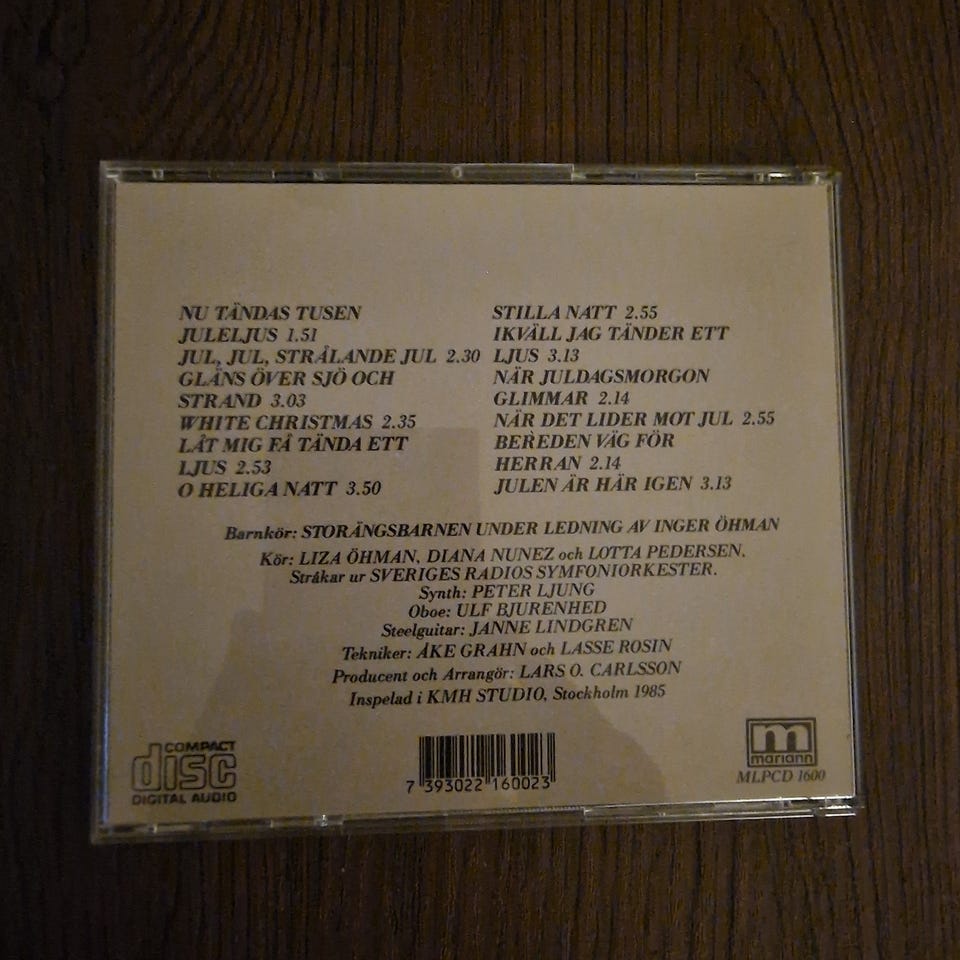 NU TÄNDAS TUSEN
JULELJUS 1.51
JUL, JUL, STRÅLANDE JUL 2.30
GLÄNS ÖVER SJÖ OCH
STRAND 3.03
WHITE CHRISTMAS 2.35
LÅT MIG FÅ TÄNDA ETT
LJUS 2.53
O HELIGA NATT 3.50
STILLA NATT 2.55
IKVÄLL JAG TÄNDER ETT
LJUS 3.13
NÄR JULDAGSMORGON
GLIMMAR 2.14
NÄR DET LIDER MOT JUL 2.55
BEREDEN VÄG FÖR
HERRAN 2.14
JULEN ÄR HÄR IGEN 3.13
Barnkör: STORÄNGSBARNEN UNDER LEDNING AV INGER ÖHMAN
Kör: LIZA ÖHMAN, DIANA NUNEZ och LOTTA PEDERSEN.
Stråkar ur SVERIGES RADIOS SYMFONIORKESTER.
Synth: PETER LJUNG
Oboe: ULF BJURENHED
Steelguitar: JANNE LINDGREN
Tekniker: ÅKE GRAHN och LASSE ROSIN
Producent och Arrangör: LARS O. CARLSSON
Inspelad i KMH STUDIO, Stockholm 1985
COMPACT
disc
DIGITAL AUDIO
7 393022 160023
m
mariann
MLPCD 1600